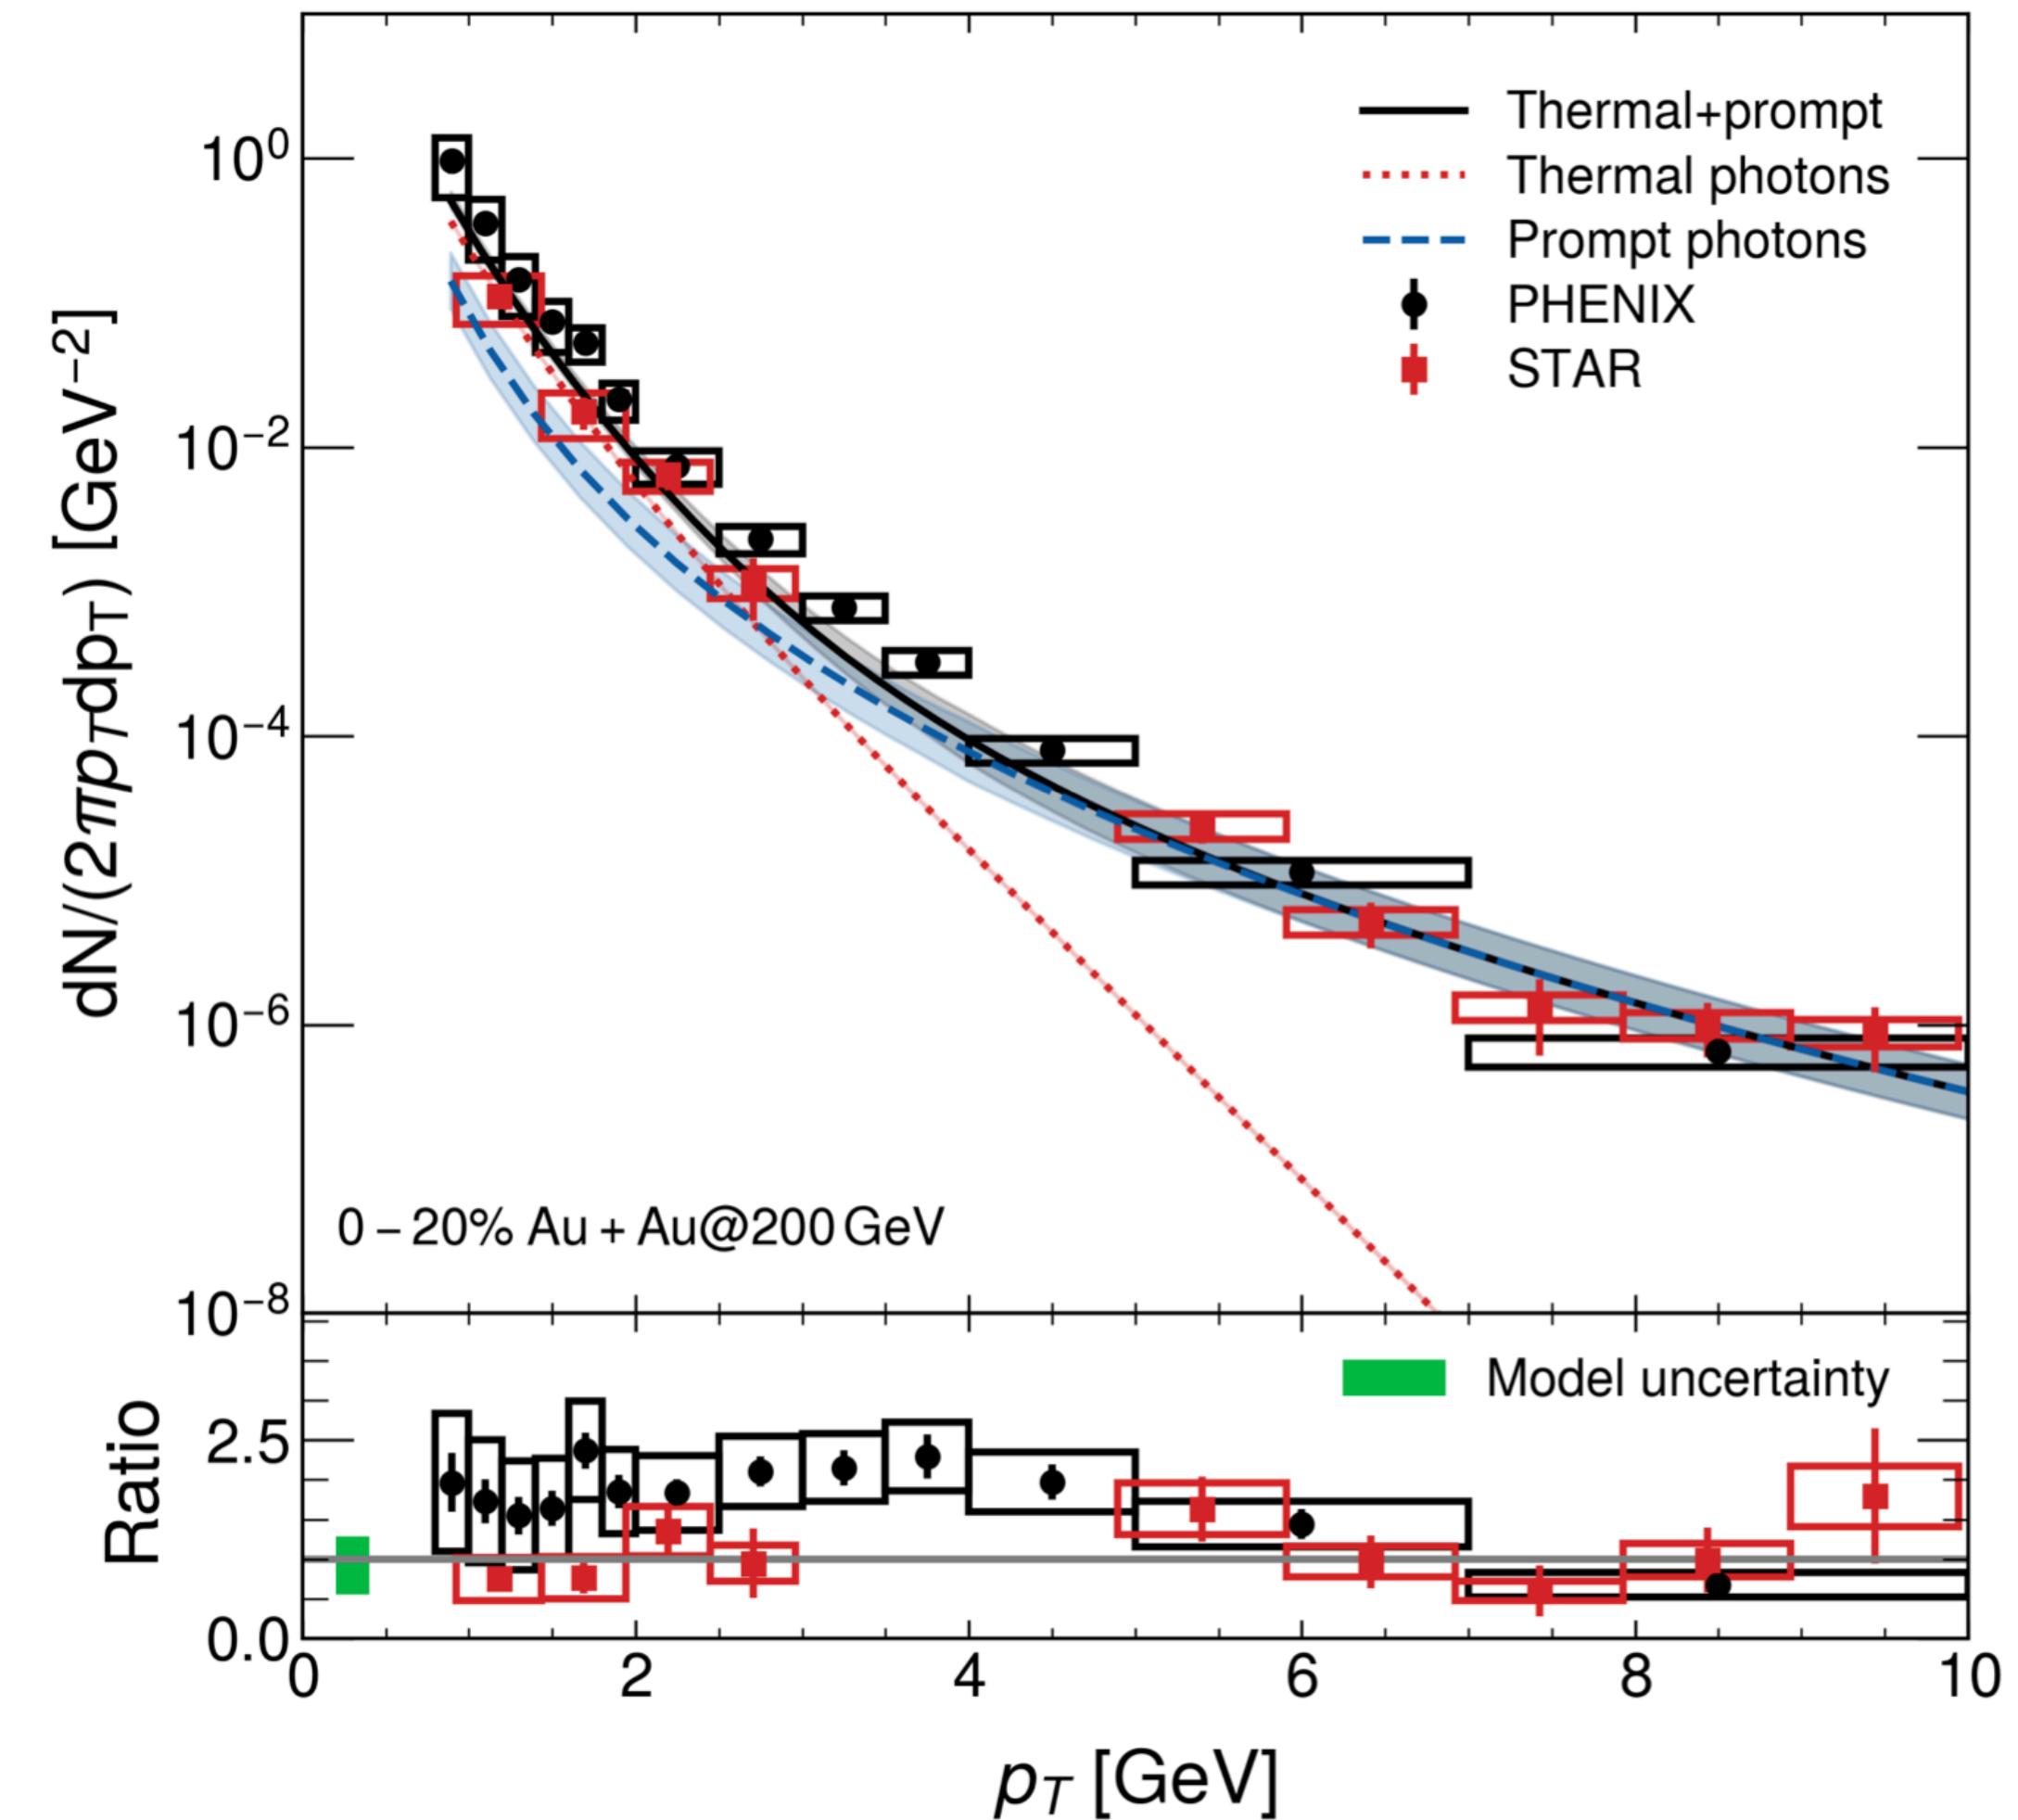 Thermal+prompt
Thermal photons
Prompt photons
PHENIX
STAR
10⁰
10⁻²
10⁻⁴
10⁻⁶
10⁻⁸
dN/(2πp_Tdp_T) [GeV⁻²]
0 – 20% Au + Au@200 GeV
Model uncertainty
Ratio
2.5
0.0
0 2 4 6 8 10
p_T [GeV]